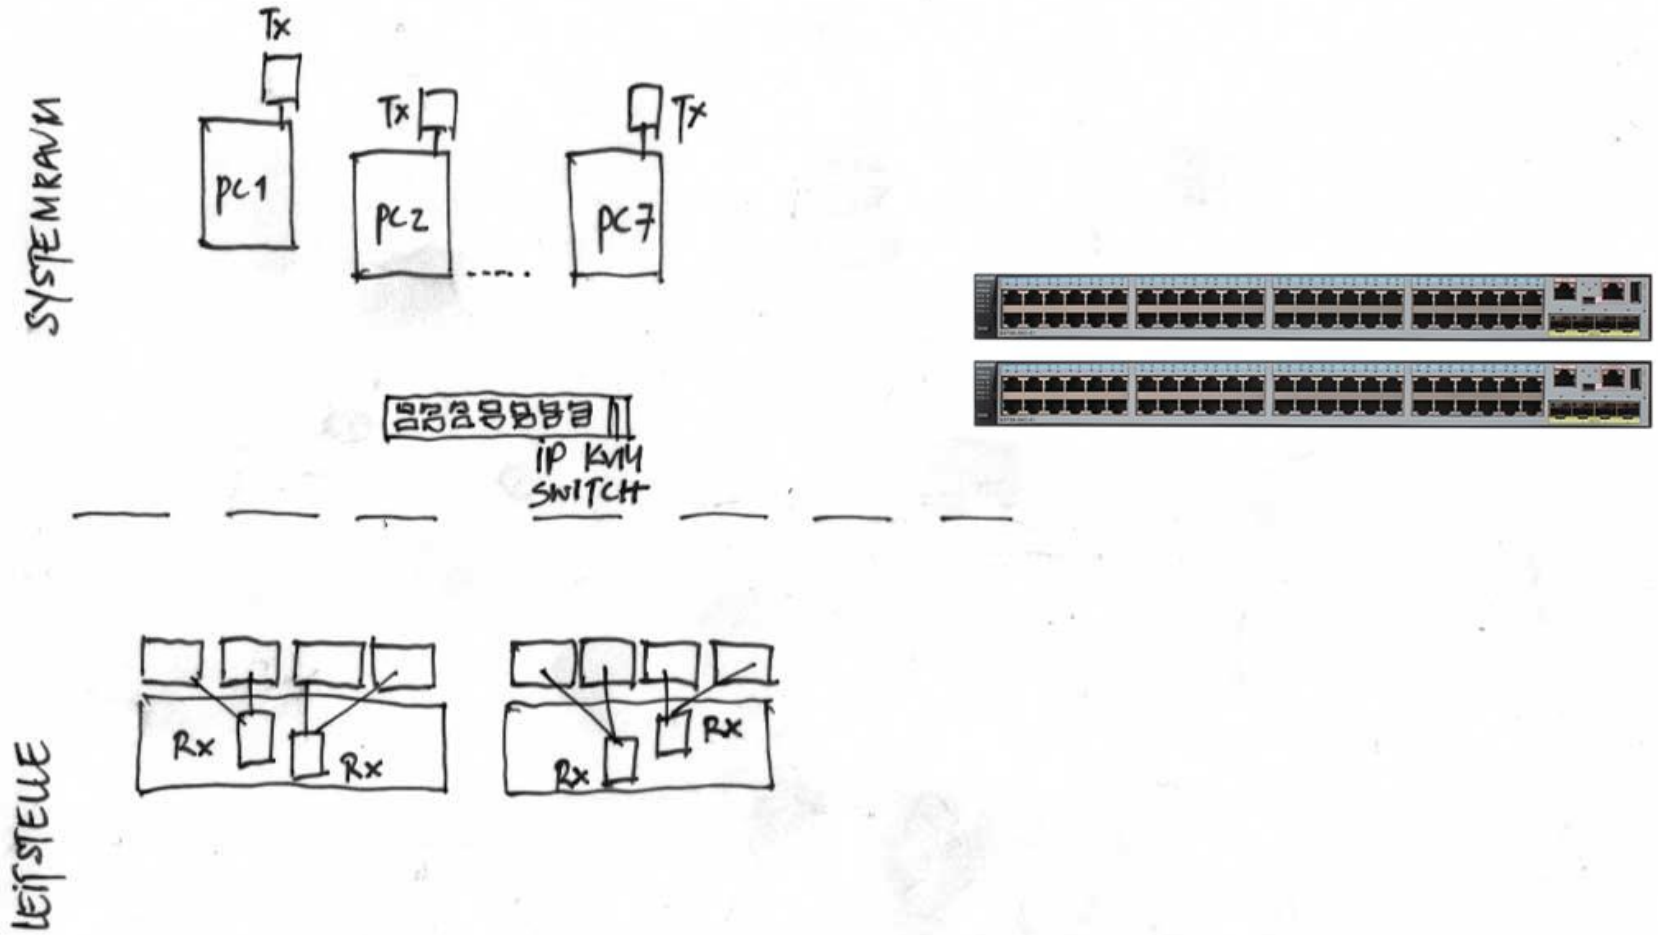 SYSTEMRAUM
Tx
PC1
Tx
PC2
.....
Tx
PC7
IP KVM
SWITCH
LEITSTELLE
Rx
Rx
Rx
Rx